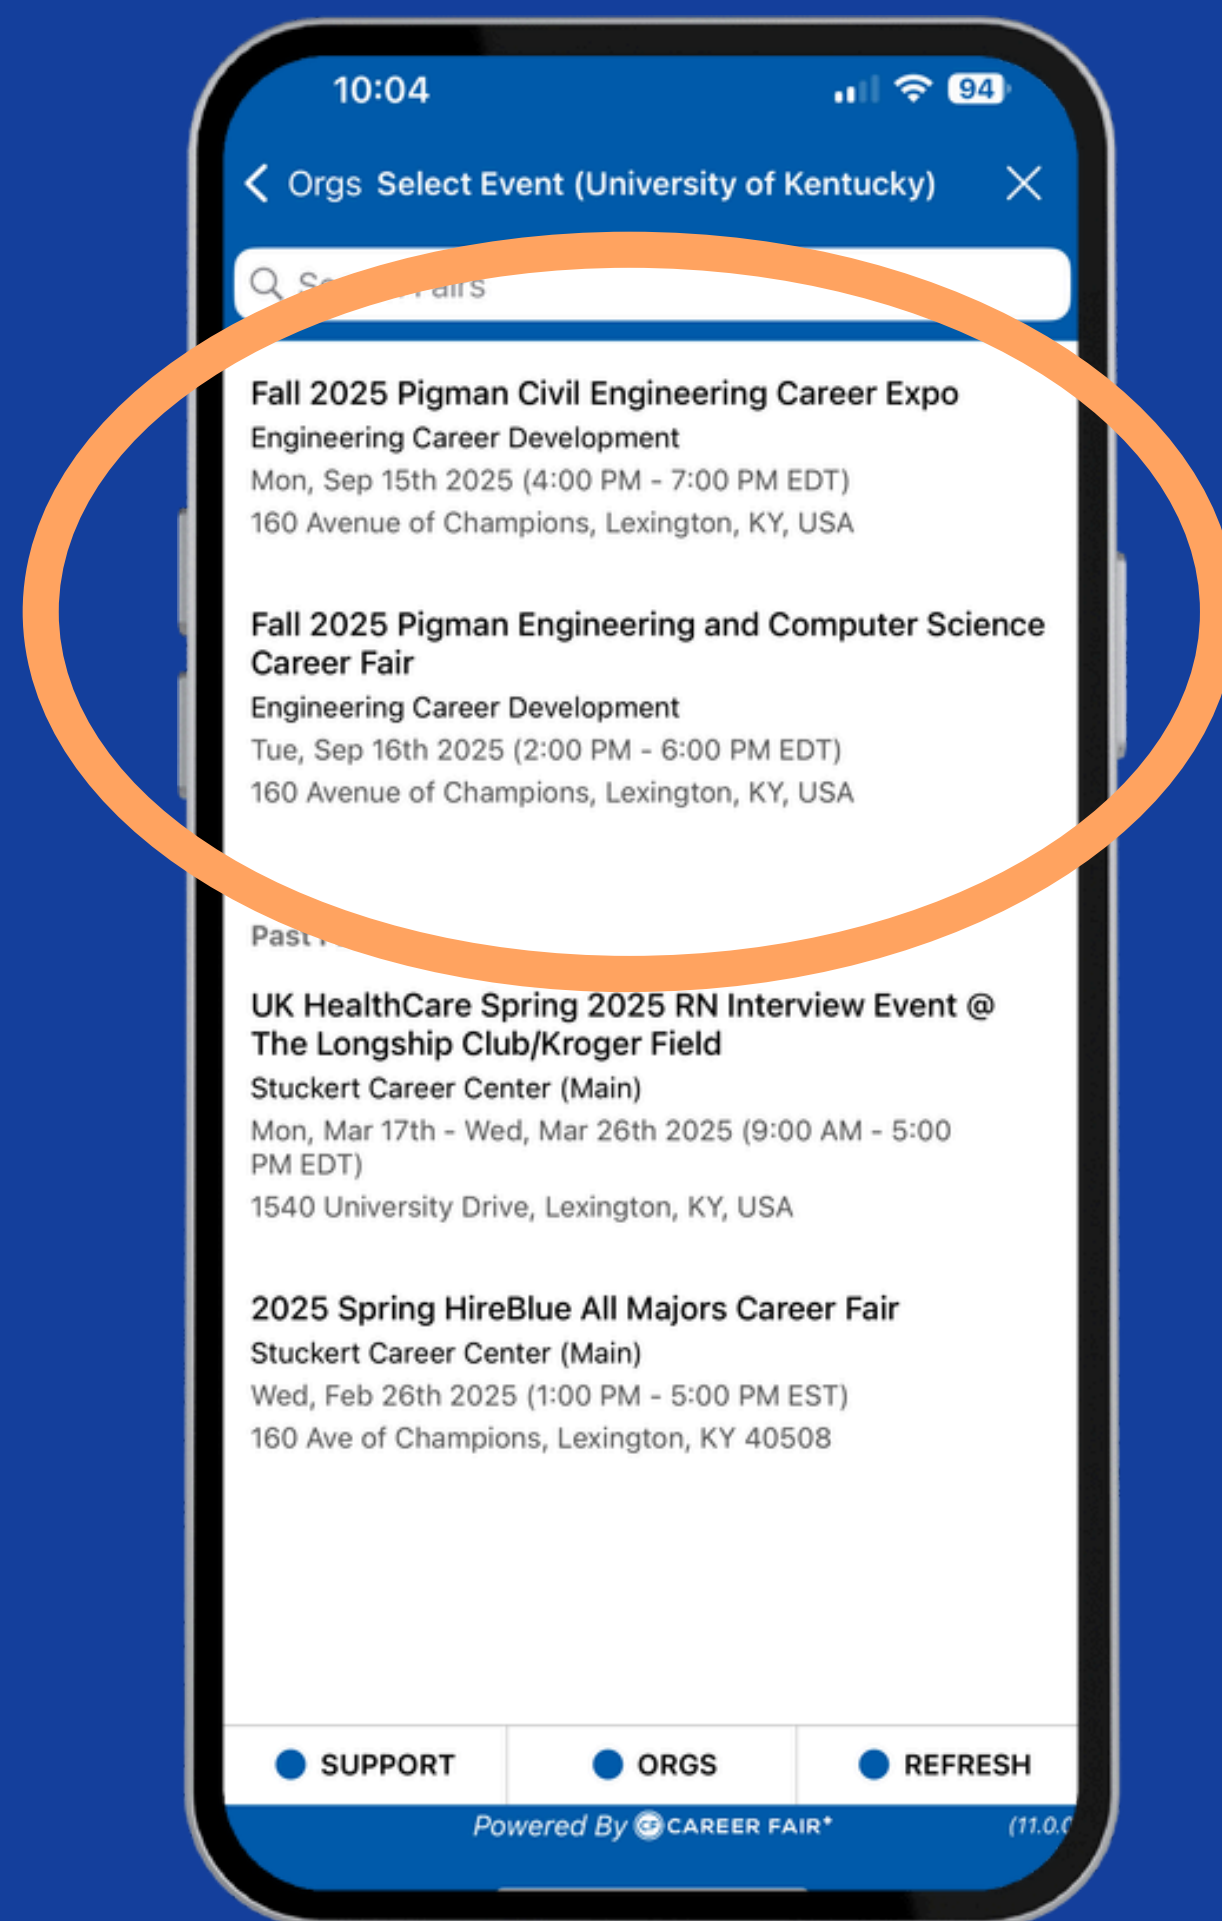 10:04
94
Orgs Select Event (University of Kentucky)
Fall 2025 Pigman Civil Engineering Career Expo
Engineering Career Development
Mon, Sep 15th 2025 (4:00 PM - 7:00 PM EDT)
160 Avenue of Champions, Lexington, KY, USA
Fall 2025 Pigman Engineering and Computer Science
Career Fair
Engineering Career Development
Tue, Sep 16th 2025 (2:00 PM - 6:00 PM EDT)
160 Avenue of Champions, Lexington, KY, USA
Past
UK HealthCare Spring 2025 RN Interview Event @
The Longship Club/Kroger Field
Stuckert Career Center (Main)
Mon, Mar 17th - Wed, Mar 26th 2025 (9:00 AM - 5:00
PM EDT)
1540 University Drive, Lexington, KY, USA
2025 Spring HireBlue All Majors Career Fair
Stuckert Career Center (Main)
Wed, Feb 26th 2025 (1:00 PM - 5:00 PM EST)
160 Ave of Champions, Lexington, KY 40508
SUPPORT
ORGS
REFRESH
Powered By CF CAREER FAIR+
(11.0.0